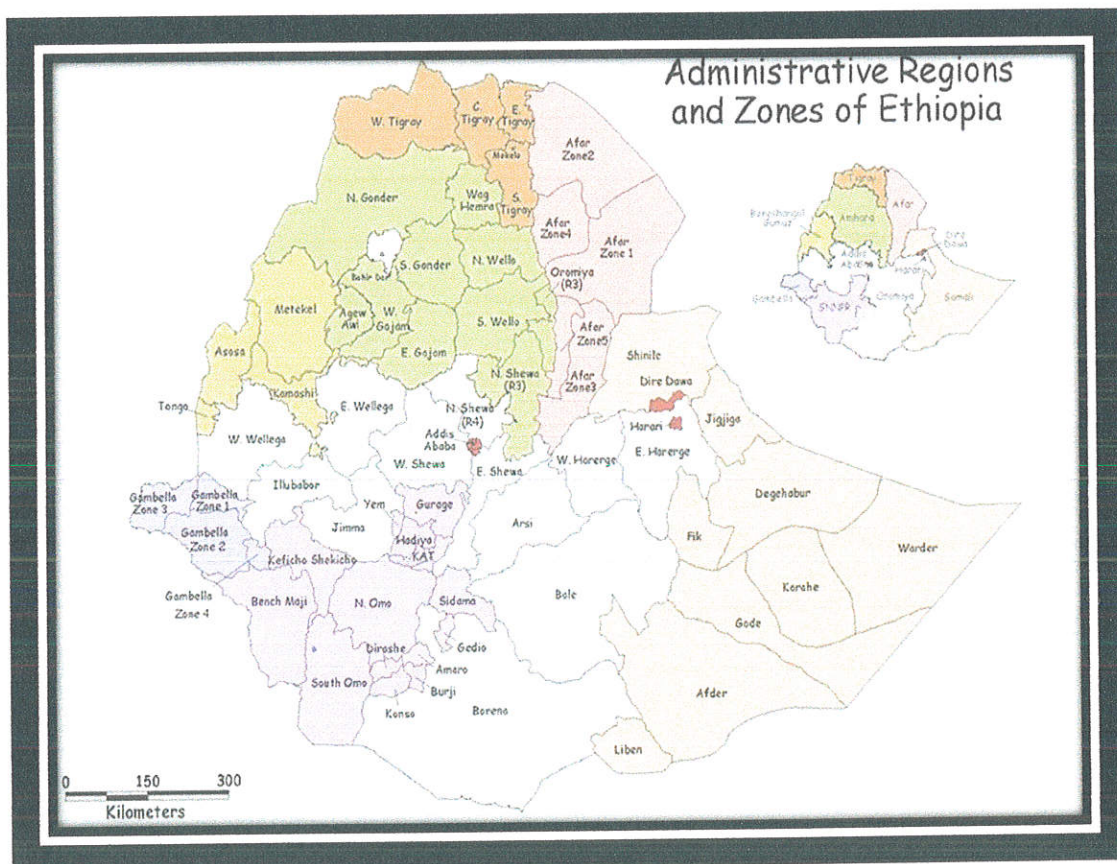 Administrative Regions
and Zones of Ethiopia
W. Tigray
C.
Tigray
E.
Tigray
Mekele
S.
Tigray
Afar
Zone2
N. Gonder
Wag
Hemra
Afar
Zone4
Afar
Zone 1
S. Gonder
N. Wello
Bahir Dar
Oromiya
(R3)
Metekel
Agew
Awi
W.
Gojam
S. Wello
Afar
Zone5
E. Gojam
Asosa
Shinile
N. Shewa
(R3)
Afar
Zone3
Dire Dawa
Kamashi
Tongo
E. Wellega
N. Shewa
(R4)
Jigjiga
Harari
Addis
Ababa
W. Wellega
W. Shewa
E. Shewa
W. Harerge
E. Harerge
Illubabor
Degehabur
Gambella
Zone 3
Gambella
Zone 1
Yem
Gurage
Arsi
Jimma
Gambella
Zone 2
Hadiya
KAT
Fik
Warder
Keficho Shekicho
Korahe
Gambella
Zone 4
Bench Maji
N. Omo
Sidama
Bale
Gode
Dirashe
Gedio
Amaro
South Omo
Burji
Afder
Konso
Borena
Liben
0 150 300
Kilometers
Tigray
Afar
Amhara
Gumuz
Dire
Dawa
Addis
Ababa
Harari
Gambella
Oromiya
Somali